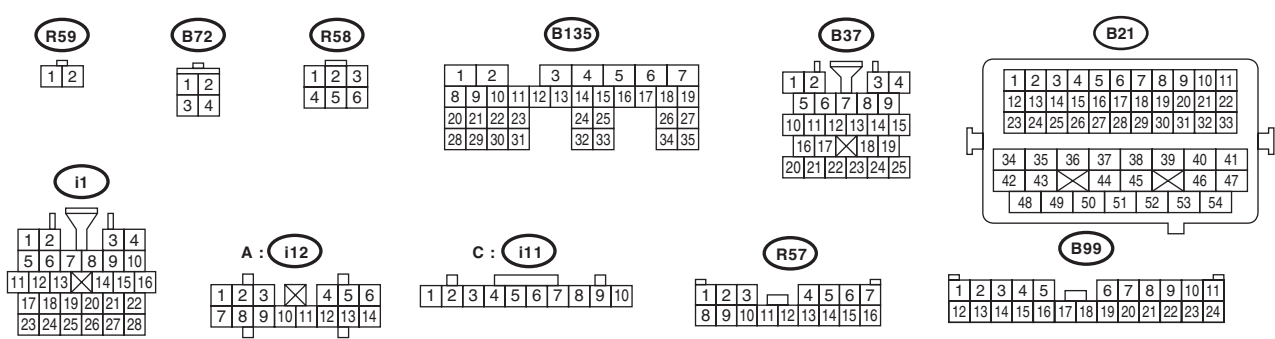 R59
1 2
B72
1 2
3 4
R58
1 2 3
4 5 6
B135
1 2 3 4 5 6 7
8 9 10 11 12 13 14 15 16 17 18 19
20 21 22 23 24 25 26 27
28 29 30 31 32 33 34 35
B37
1 2 3 4
5 6 7 8 9
10 11 12 13 14 15
16 17 18 19
20 21 22 23 24 25
B21
1 2 3 4 5 6 7 8 9 10 11
12 13 14 15 16 17 18 19 20 21 22
23 24 25 26 27 28 29 30 31 32 33
34 35 36 37 38 39 40 41
42 43 44 45 46 47
48 49 50 51 52 53 54
i1
1 2 3 4
5 6 7 8 9 10
11 12 13 14 15 16
17 18 19 20 21 22
23 24 25 26 27 28
A : i12
1 2 3 4 5 6
7 8 9 10 11 12 13 14
C : i11
1 2 3 4 5 6 7 8 9 10
R57
1 2 3 4 5 6 7
8 9 10 11 12 13 14 15 16
B99
1 2 3 4 5 6 7 8 9 10 11
12 13 14 15 16 17 18 19 20 21 22 23 24